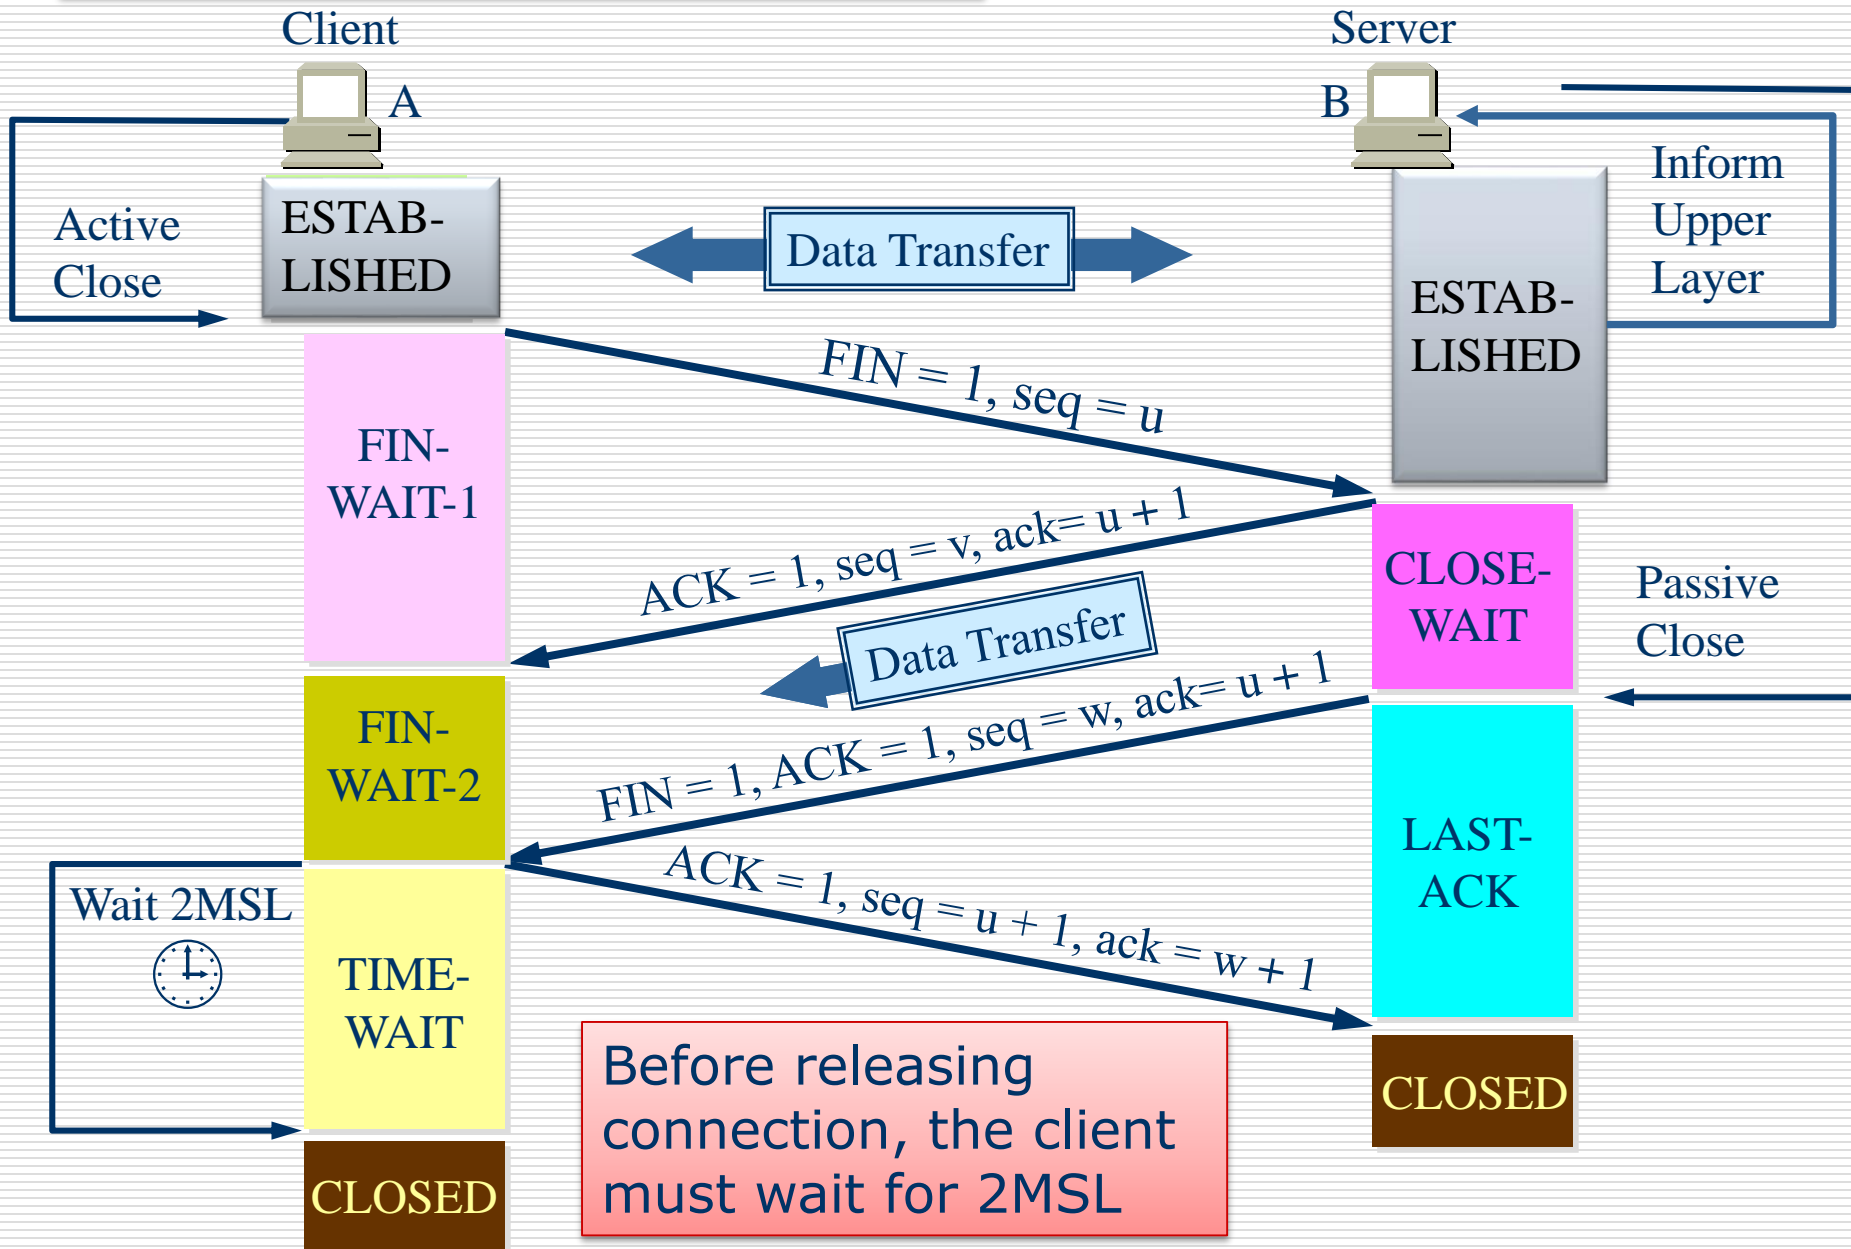 Client
Server
A
B
Active
Close
ESTAB-
LISHED
Data Transfer
Inform
Upper
Layer
ESTAB-
LISHED
FIN = 1, seq = u
FIN-
WAIT-1
ACK = 1, seq = v, ack= u + 1
CLOSE-
WAIT
Passive
Close
Data Transfer
FIN = 1, ACK = 1, seq = w, ack= u + 1
FIN-
WAIT-2
LAST-
ACK
ACK = 1, seq = u + 1, ack = w + 1
Wait 2MSL
TIME-
WAIT
Before releasing
connection, the client
must wait for 2MSL
CLOSED
CLOSED